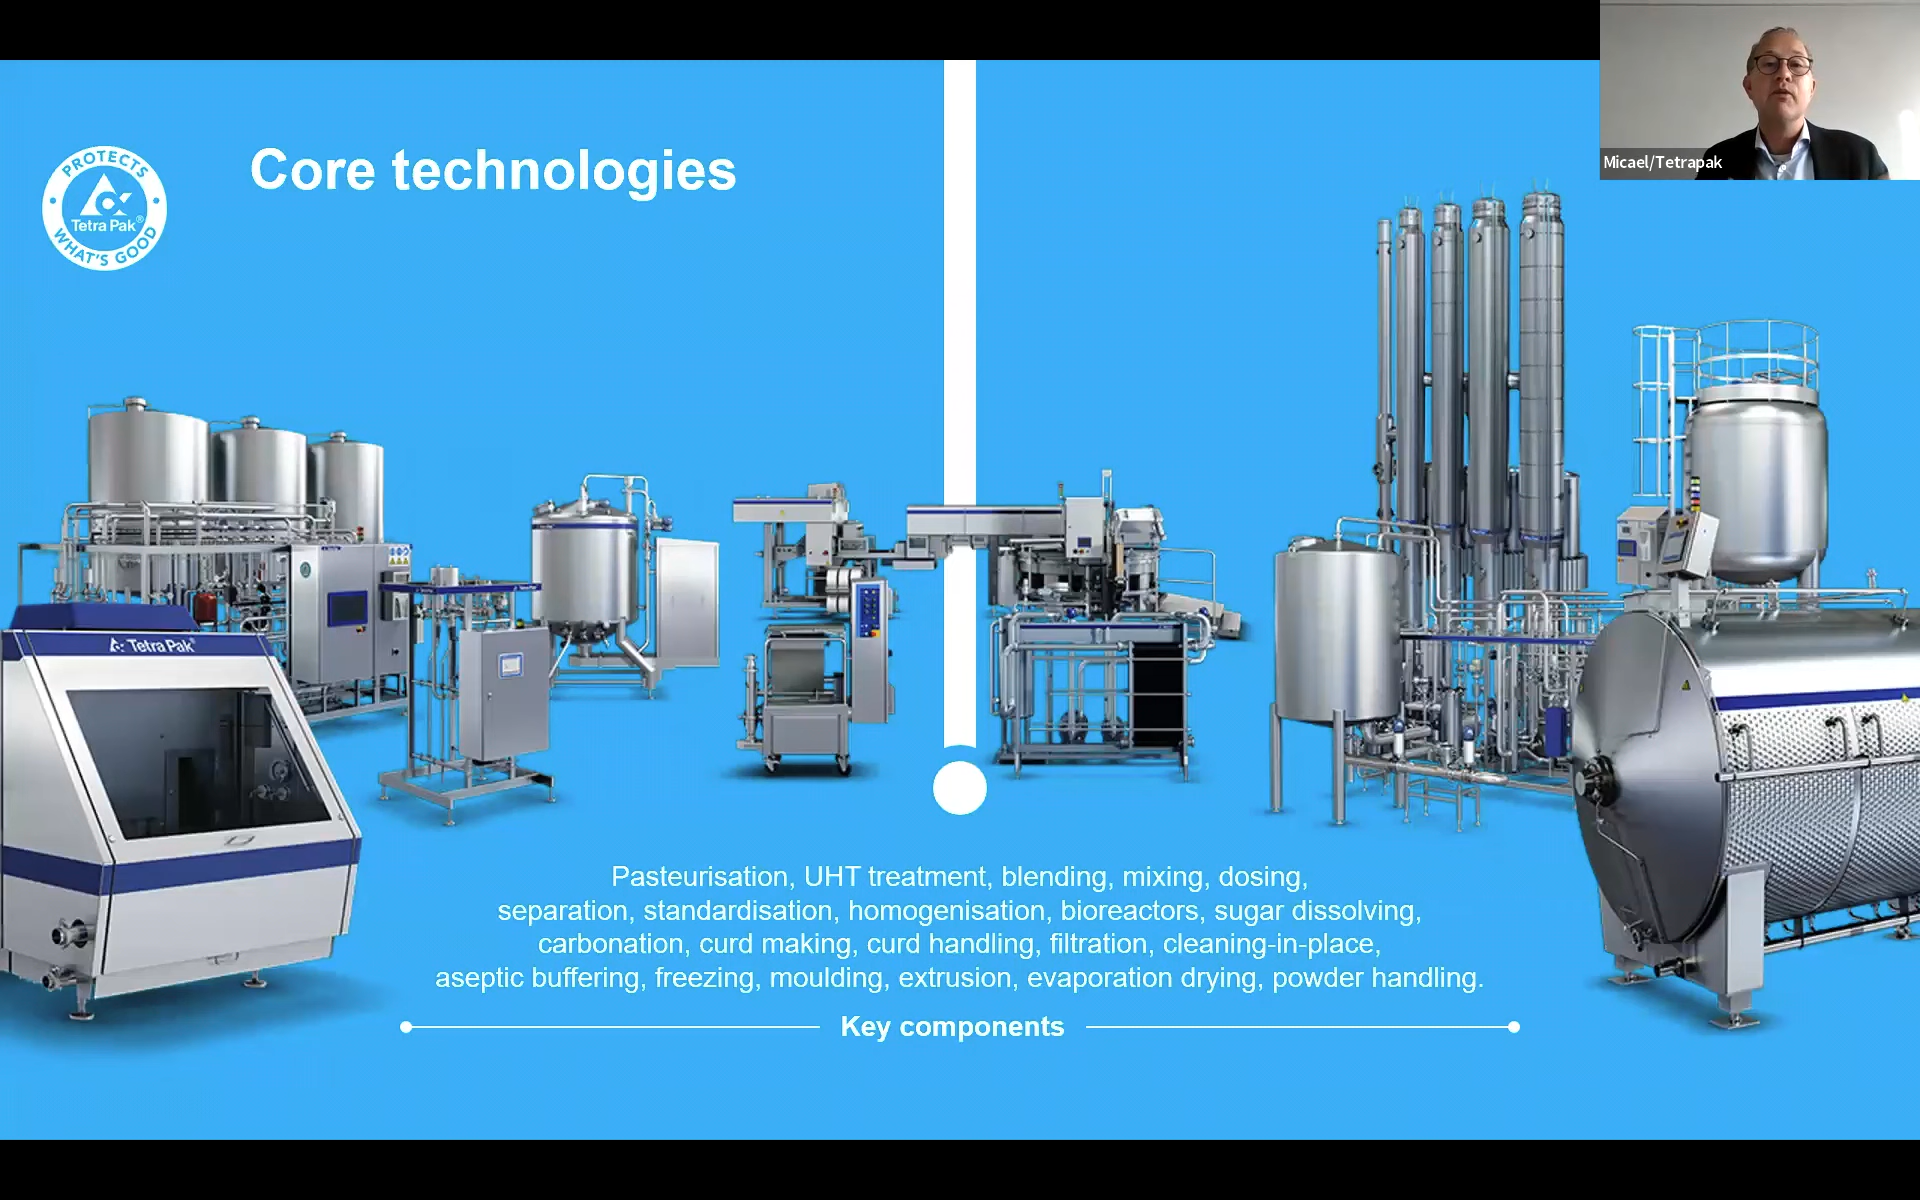 Micael/Tetrapak
PROTECTS
Tetra Pak®
WHAT'S GOOD
Core technologies
Tetra Pak®
Pasteurisation, UHT treatment, blending, mixing, dosing,
separation, standardisation, homogenisation, bioreactors, sugar dissolving,
carbonation, curd making, curd handling, filtration, cleaning-in-place,
aseptic buffering, freezing, moulding, extrusion, evaporation drying, powder handling.
Key components